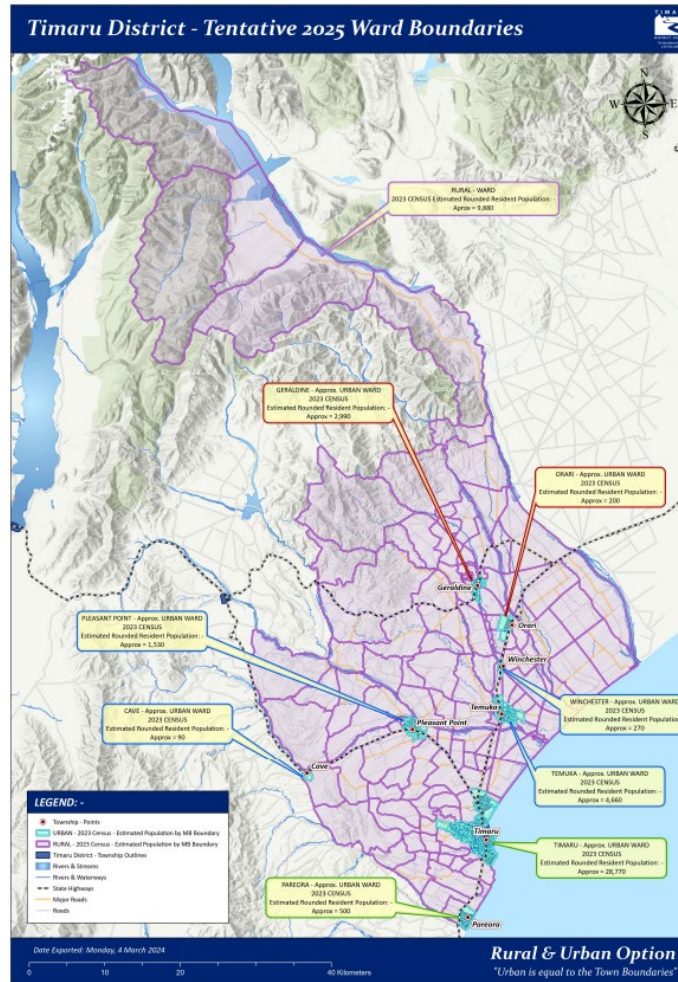 Timaru District - Tentative 2025 Ward Boundaries
TIMA
N
W
E
S
RURAL - WARD
2023 CENSUS Estimated Rounded Resident Population: -
Aprox = 9,880
GERALDINE - Approx. URBAN WARD
2023 CENSUS
Estimated Rounded Resident Population: -
Approx = 2,990
ORARI - Approx. URBAN WARD
2023 CENSUS
Estimated Rounded Resident Population: -
Approx = 200
Geraldine
Orari
PLEASANT POINT - Approx. URBAN WARD
2023 CENSUS
Estimated Rounded Resident Population: -
Approx = 1,530
Winchester
WINCHESTER - Approx. URBAN WARD
2023 CENSUS
Estimated Rounded Resident Population
Approx = 270
Temuka
Pleasant Point
CAVE - Approx. URBAN WARD
2023 CENSUS
Estimated Rounded Resident Population: -
Approx = 90
Cave
TEMUKA - Approx. URBAN WARD
2023 CENSUS
Estimated Rounded Resident Population: -
Approx = 4,660
Timaru
TIMARU - Approx. URBAN WARD
2023 CENSUS
Estimated Rounded Resident Population: -
Approx = 28,770
PAREORA - Approx. URBAN WARD
2023 CENSUS
Estimated Rounded Resident Population: -
Approx = 500
Pareora
LEGEND: -
Township - Points
URBAN - 2023 Census - Estimated Population by MB Boundary
RURAL - 2023 Census - Estimated Population by MB Boundary
Timaru District - Township Outlines
Rivers & Streams
Rivers & Waterways
State Highways
Major Roads
Roads
Date Exported: Monday, 4 March 2024
0 10 20 40 Kilometers
Rural & Urban Option
"Urban is equal to the Town Boundaries"